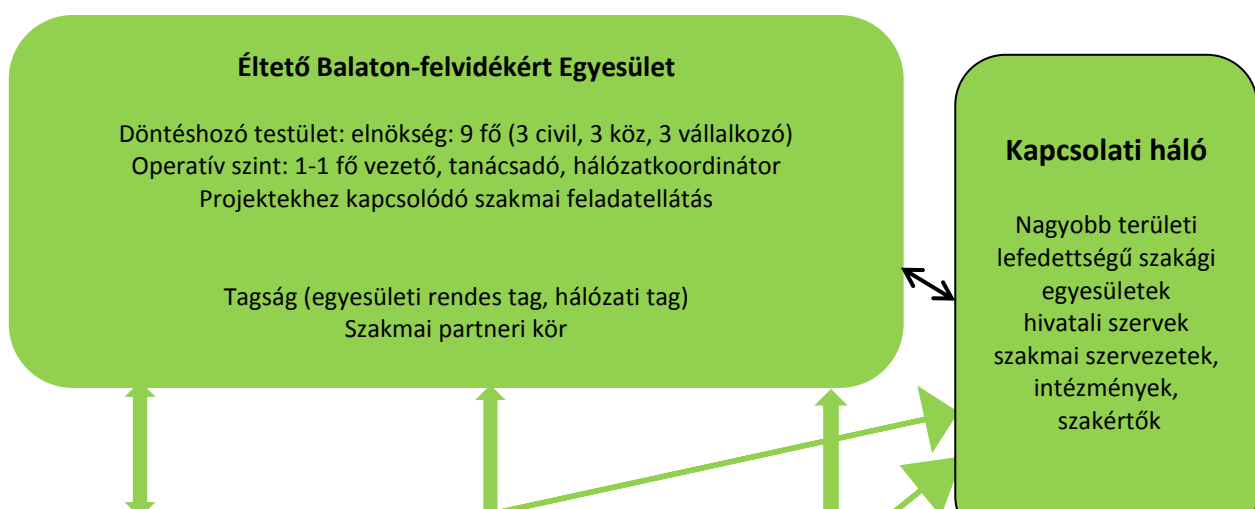 Éltető Balaton-felvidékért Egyesület
Döntéshozó testület: elnökség: 9 fő (3 civil, 3 köz, 3 vállalkozó)
Operatív szint: 1-1 fő vezető, tanácsadó, hálózatkoordinátor
Projektekhez kapcsolódó szakmai feladatellátás
Tagság (egyesületi rendes tag, hálózati tag)
Szakmai partneri kör
Kapcsolati háló
Nagyobb területi
lefedettségű szakági
egyesületek
hivatali szervek
szakmai szervezetek,
intézmények,
szakértők